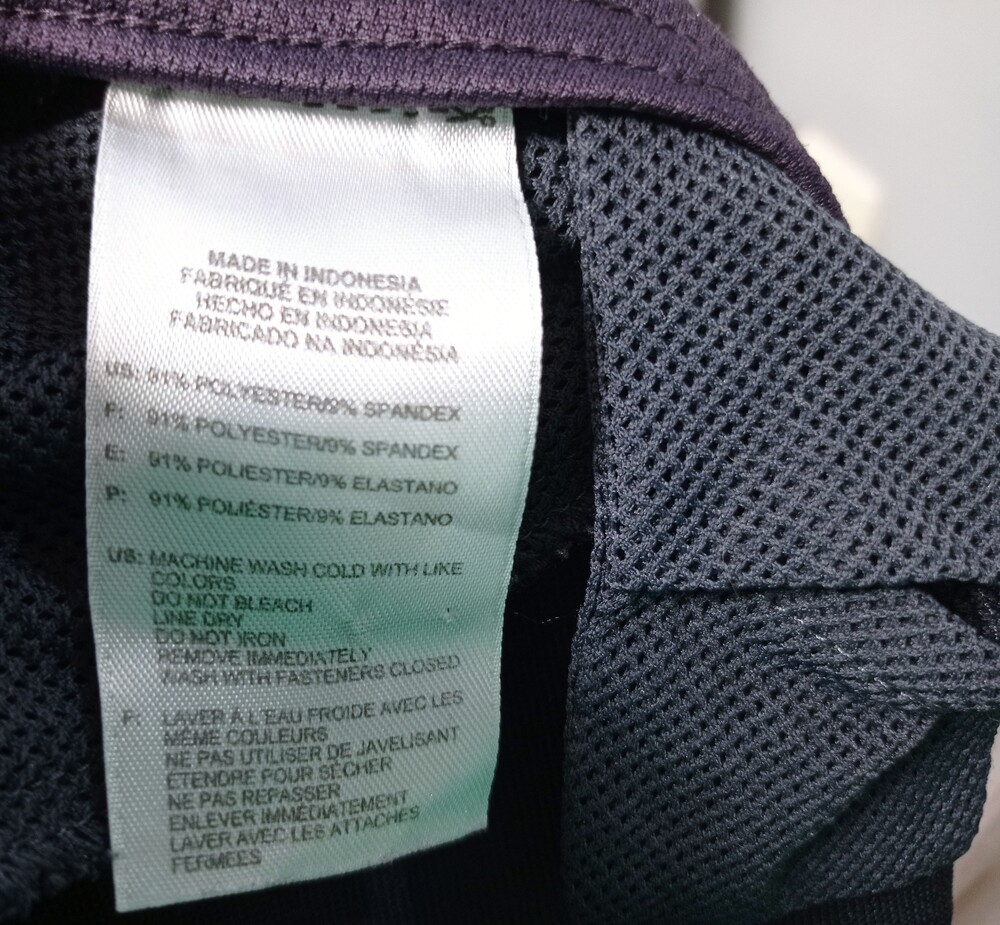 MADE IN INDONESIA
FABRIQUÉ EN INDONÉSIE
HECHO EN INDONESIA
FABRICADO NA INDONÉSIA
US: 91% POLYESTER/9% SPANDEX
F: 91% POLYESTER/9% SPANDEX
E: 91% POLIESTER/9% ELASTANO
P: 91% POLIÉSTER/9% ELASTANO
US: MACHINE WASH COLD WITH LIKE
COLORS
DO NOT BLEACH
LINE DRY
DO NOT IRON
REMOVE IMMEDIATELY
WASH WITH FASTENERS CLOSED
F: LAVER À L'EAU FROIDE AVEC LES
MÊME COULEURS
NE PAS UTILISER DE JAVELISANT
ÉTENDRE POUR SÉCHER
NE PAS REPASSER
ENLEVER IMMÉDIATEMENT
LAVER AVEC LES ATTACHES
FERMÉES